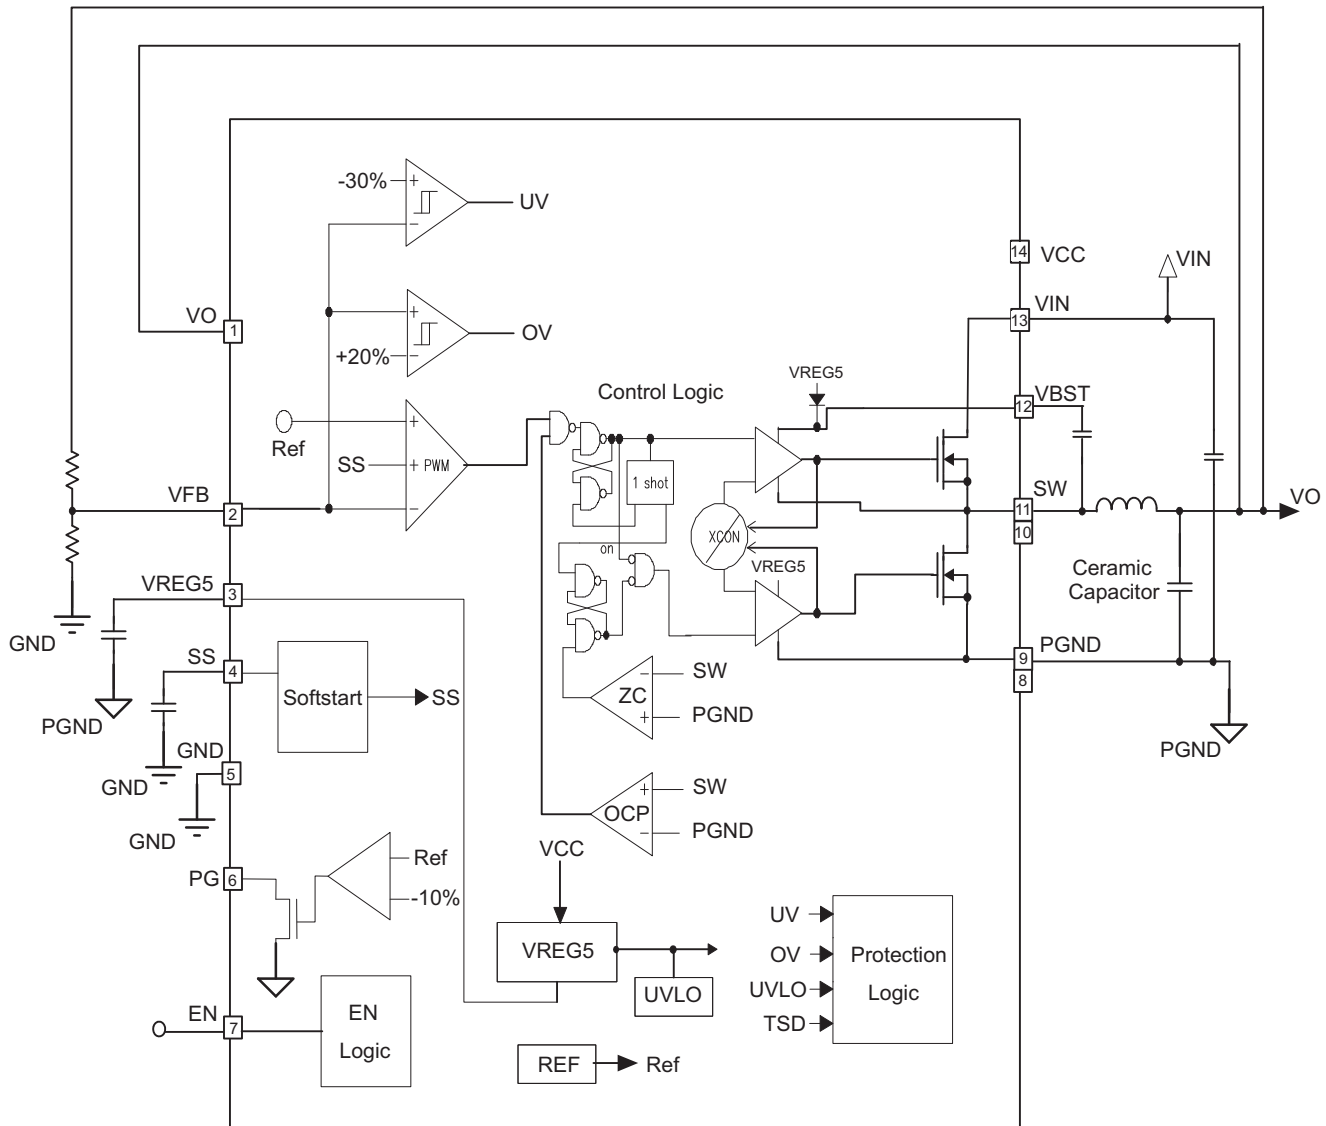 -30%
+
-
UV
14
VCC
VIN
VIN
13
VO
1
+
OV
+20%
-
VREG5
Control Logic
VBST
12
Ref
+
SS
+
PWM
-
1 shot
VFB
2
SW
11
10
VO
XCON
on
VREG5
Ceramic
Capacitor
VREG5
3
GND
PGND
9
8
SS
4
Softstart
SS
-
SW
ZC
+
PGND
PGND
GND
5
GND
PGND
GND
+
SW
OCP
-
PGND
VCC
PG
6
Ref
-10%
VREG5
UVLO
UV
OV
UVLO
TSD
Protection
Logic
EN
7
EN
Logic
REF
Ref